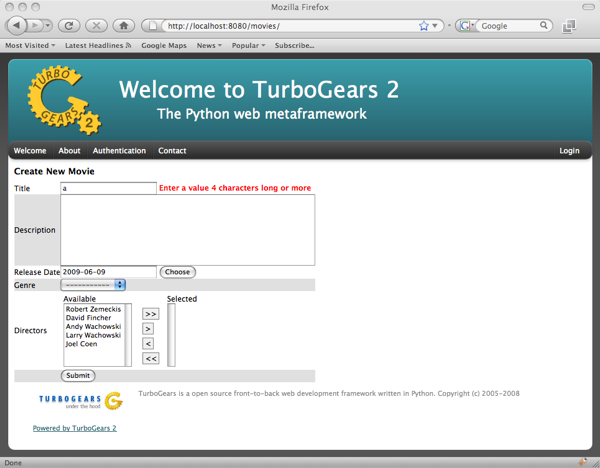 Mozilla Firefox
http://localhost:8080/movies/
Google
Most Visited Latest Headlines Google Maps News Popular Subscribe...
TURBO
GEARS
2
Welcome to TurboGears 2
The Python web metaframework
Welcome About Authentication Contact Login
Create New Movie
Title a Enter a value 4 characters long or more
Description
Release Date 2009-06-09 Choose
Genre -----------
Available Selected
Robert Zemeckis
David Fincher
Andy Wachowski
Larry Wachowski
Joel Coen
Directors
>>
>
<
<<
Submit
TURBOGEARS
under the hood
2
TurboGears is a open source front-to-back web development framework written in Python. Copyright (c) 2005-2008
Powered by TurboGears 2
Done